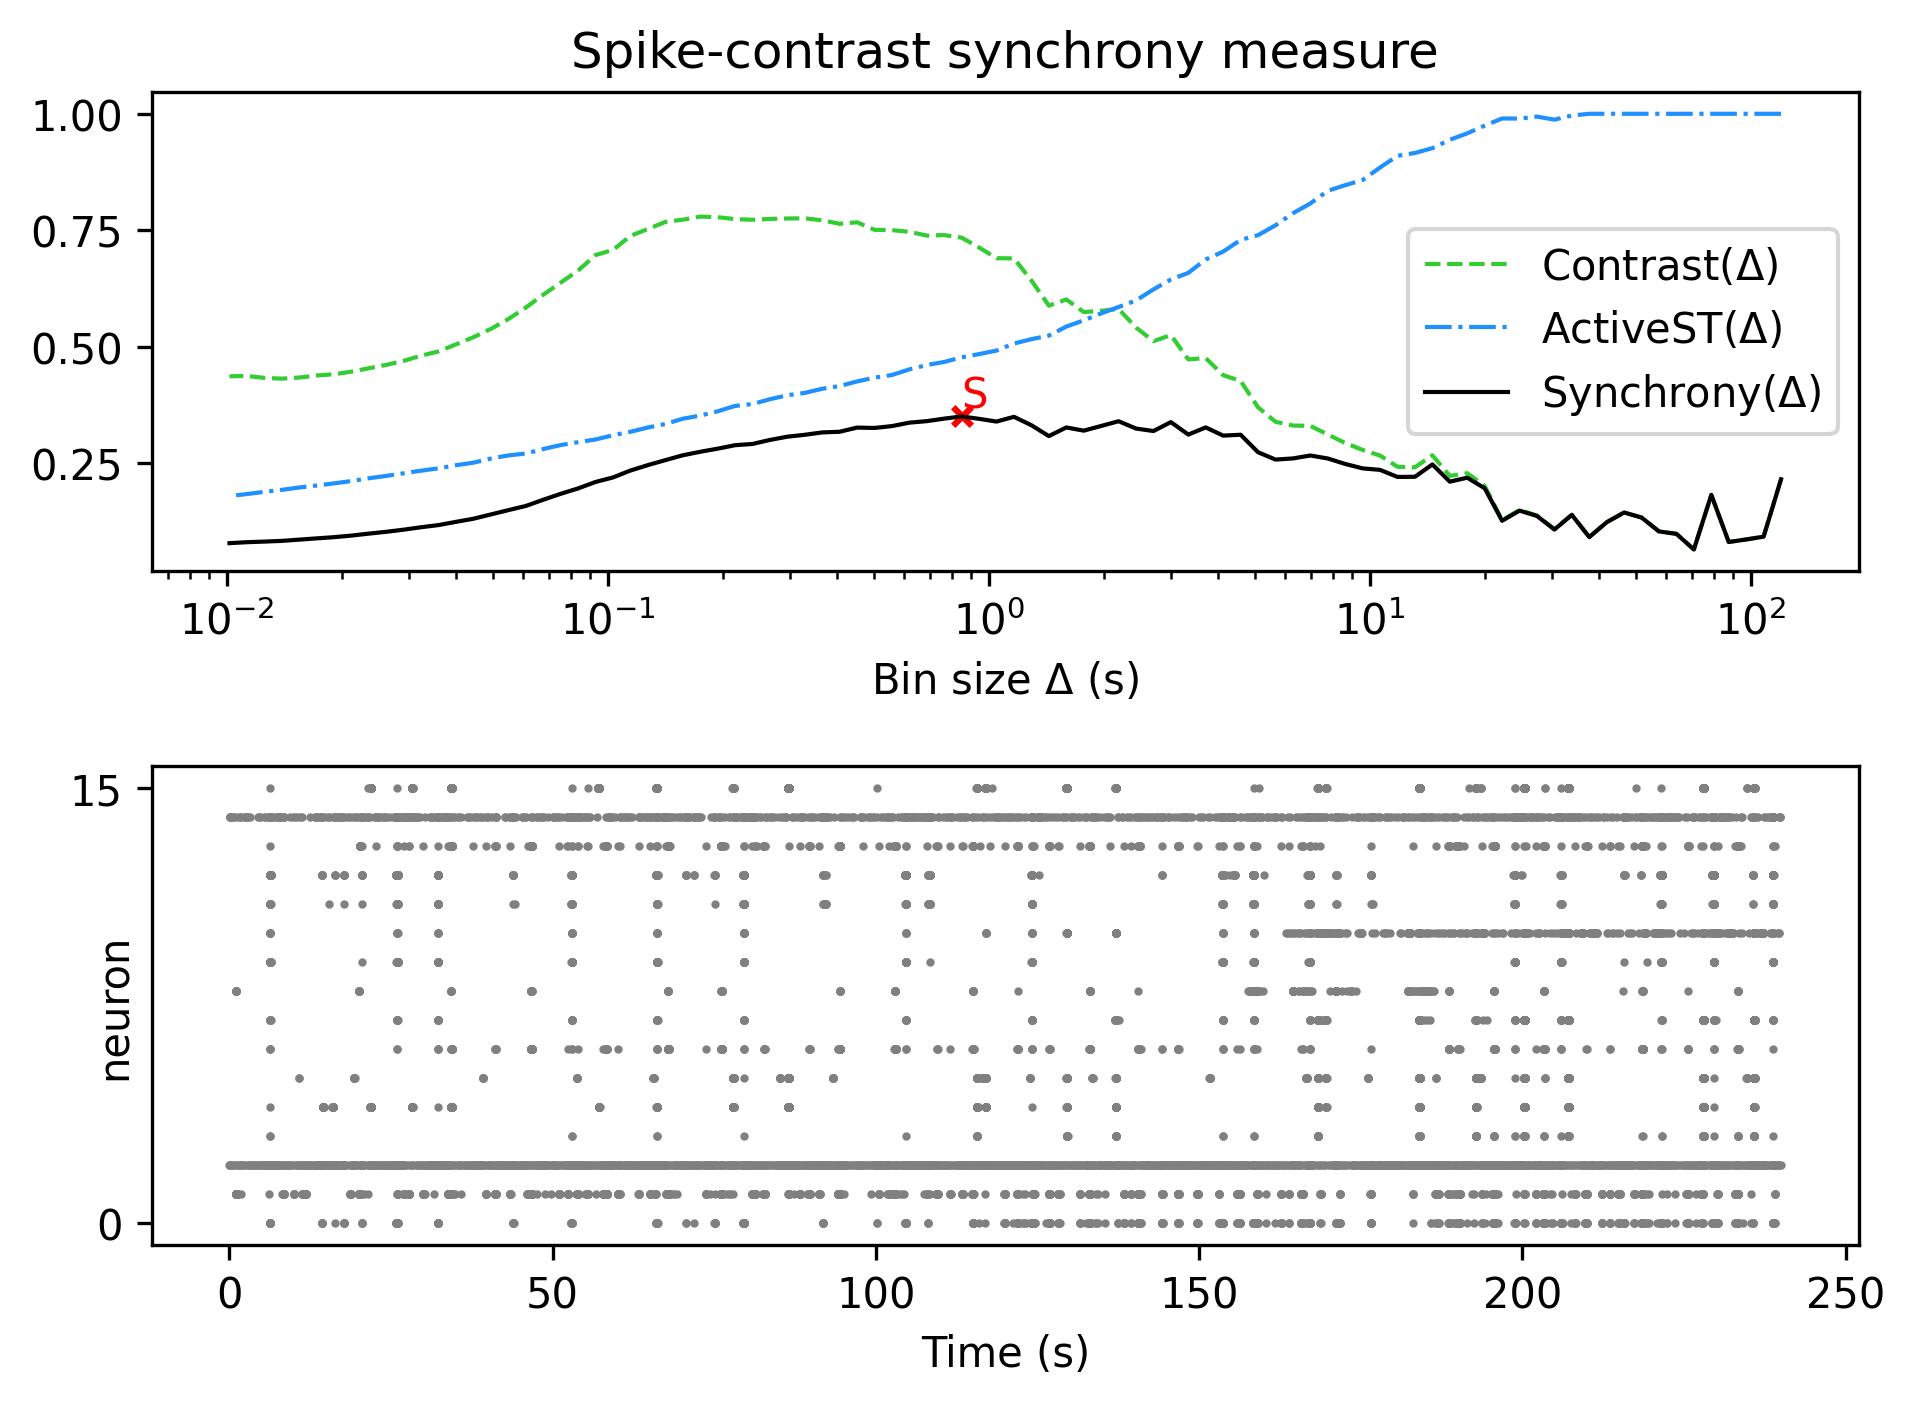 Spike-contrast synchrony measure
1.00
0.75
0.50
0.25
Contrast(Δ)
ActiveST(Δ)
Synchrony(Δ)
S
10⁻² 10⁻¹ 10⁰ 10¹ 10²
Bin size Δ (s)
15
0
neuron
0 50 100 150 200 250
Time (s)